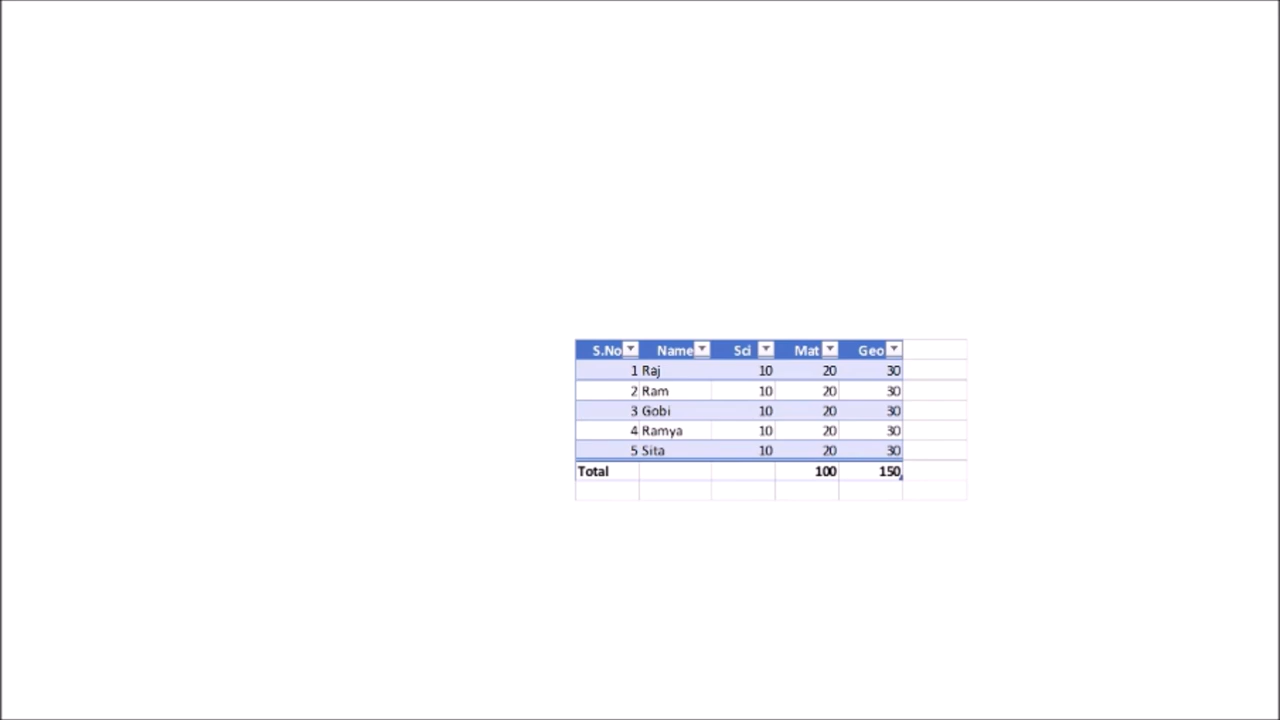 S.No Name Sci Mat Geo
1 Raj 10 20 30
2 Ram 10 20 30
3 Gobi 10 20 30
4 Ramya 10 20 30
5 Sita 10 20 30
Total 100 150